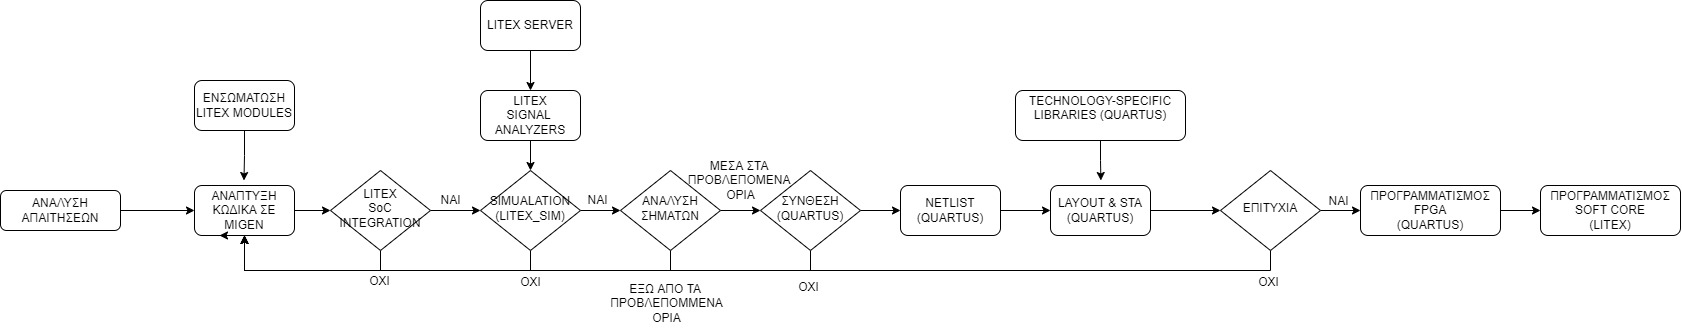 LITEX SERVER
ΕΝΣΩΜΑΤΩΣΗ
LITEX MODULES
LITEX
SIGNAL
ANALYZERS
TECHNOLOGY-SPECIFIC
LIBRARIES (QUARTUS)
ΑΝΑΛΥΣΗ
ΑΠΑΙΤΗΣΕΩΝ
ΑΝΑΠΤΥΞΗ
ΚΩΔΙΚΑ ΣΕ
MIGEN
LITEX
SoC
INTEGRATION
ΝΑΙ
SIMUALATION
(LITEX_SIM)
ΝΑΙ
ΑΝΑΛΥΣΗ
ΣΗΜΑΤΩΝ
ΜΕΣΑ ΣΤΑ
ΠΡΟΒΛΕΠΟΜΕΝΑ
ΟΡΙΑ
ΣΥΝΘΕΣΗ
(QUARTUS)
NETLIST
(QUARTUS)
LAYOUT & STA
(QUARTUS)
ΕΠΙΤΥΧΙΑ
ΝΑΙ
ΠΡΟΓΡΑΜΜΑΤΙΣΜΟΣ
FPGA
(QUARTUS)
ΠΡΟΓΡΑΜΜΑΤΙΣΜΟΣ
SOFT CORE
(LITEX)
ΟΧΙ
ΟΧΙ
ΕΞΩ ΑΠΟ ΤΑ
ΠΡΟΒΛΕΠΟΜΜΕΝΑ
ΟΡΙΑ
ΟΧΙ
ΟΧΙ